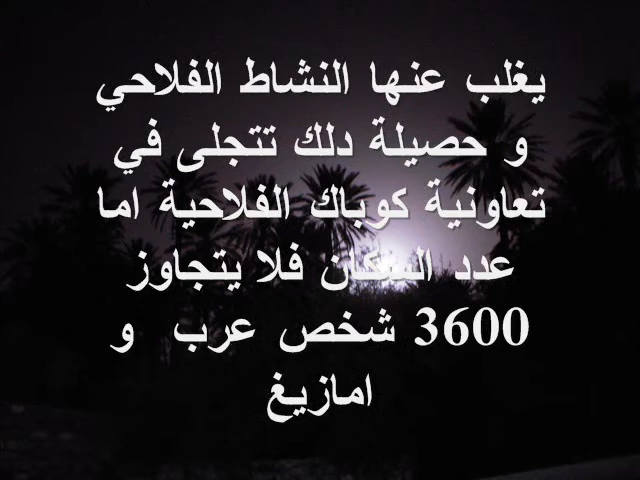 يغلب عنها النشاط الفلاحي
و حصيلة دلك تتجلى في
تعاونية كوباك الفلاحية اما
عدد السكان فلا يتجاوز
3600 شخص عرب و
امازيغ